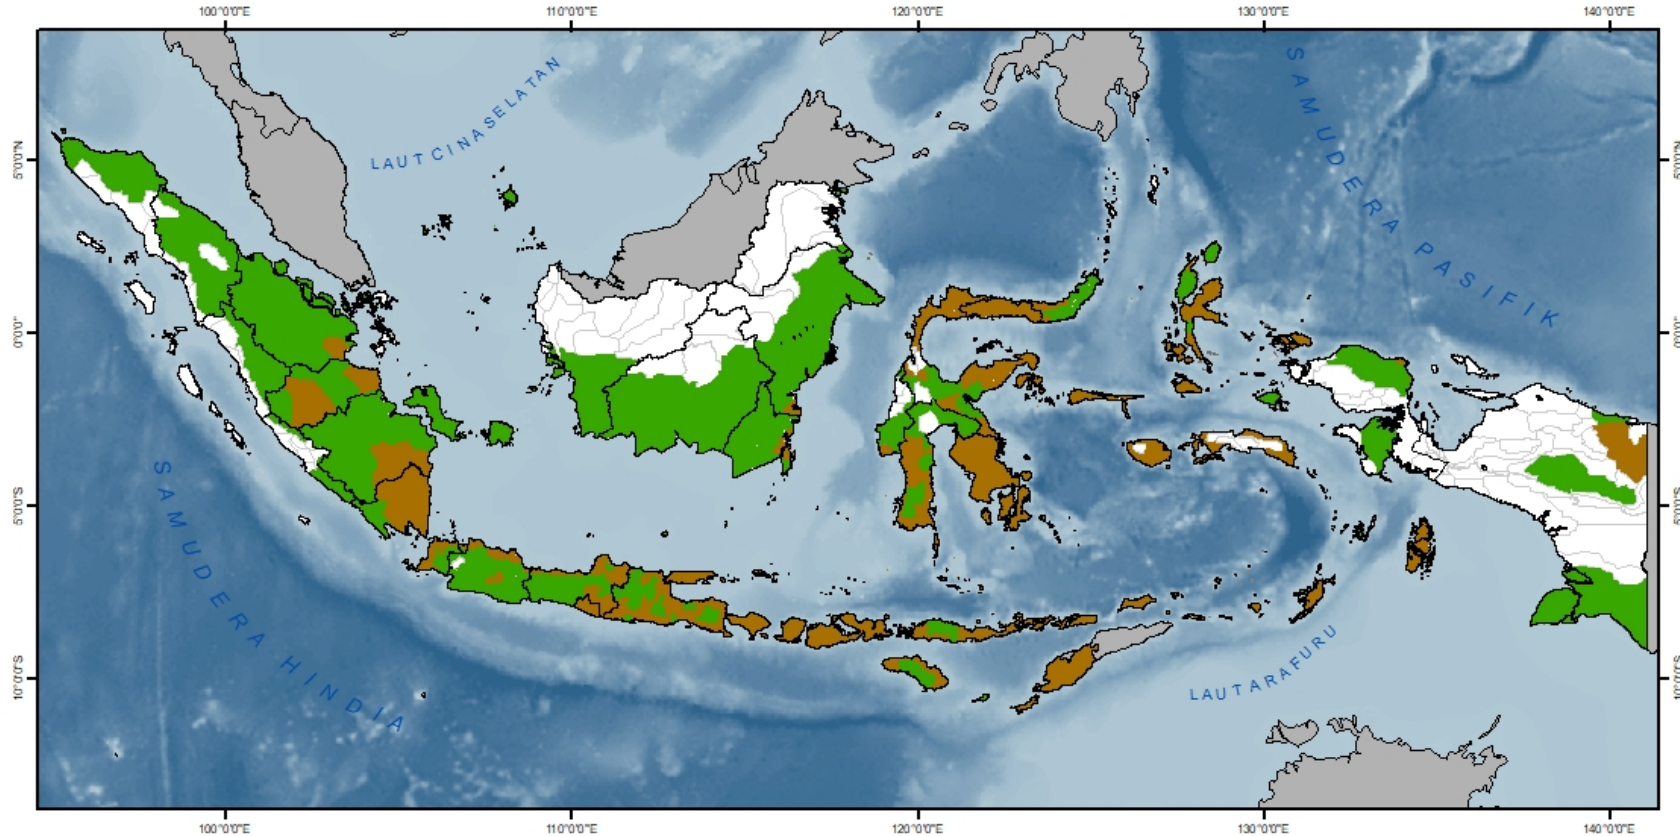 100°0'0"E 110°0'0"E 120°0'0"E 130°0'0"E 140°0'0"E
LAUT CINA SELATAN
SAMUDERA PASIFIK
5°0'0"N 5°0'0"N
0°0'0" 0°0'0"
5°0'0"S 5°0'0"S
SAMUDERA HINDIA
LAUT ARAFURU
10°0'0"S 10°0'0"S
100°0'0"E 110°0'0"E 120°0'0"E 130°0'0"E 140°0'0"E